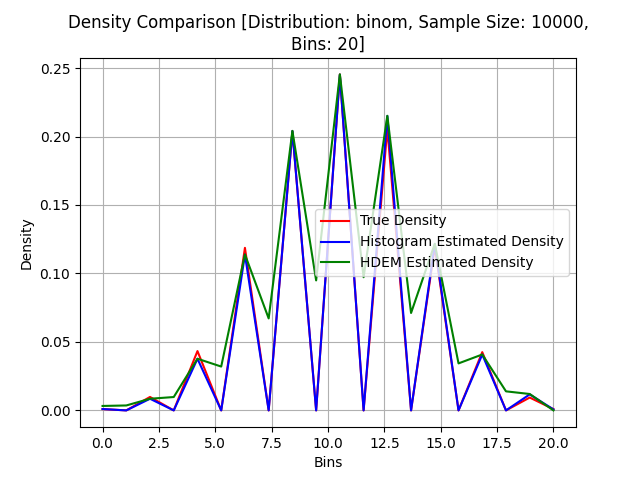 Density Comparison [Distribution: binom, Sample Size: 10000,
Bins: 20]
0.25
0.20
0.15
0.10
0.05
0.00
Density
True Density
Histogram Estimated Density
HDEM Estimated Density
0.0 2.5 5.0 7.5 10.0 12.5 15.0 17.5 20.0
Bins